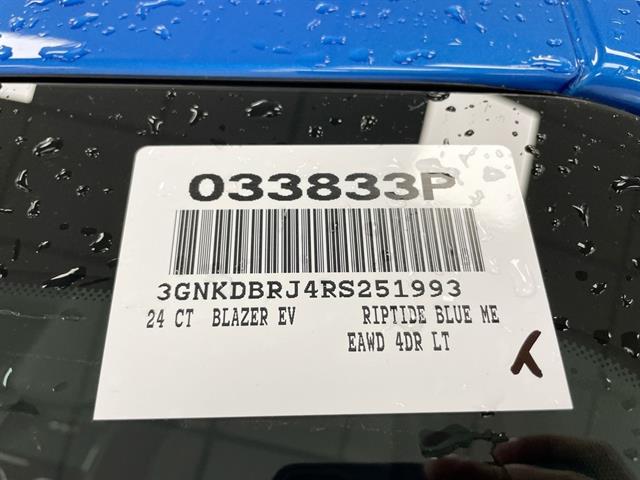 033833P
3GNKDBRJ4RS251993
24 CT BLAZER EV RIPTIDE BLUE ME
EAWD 4DR LT